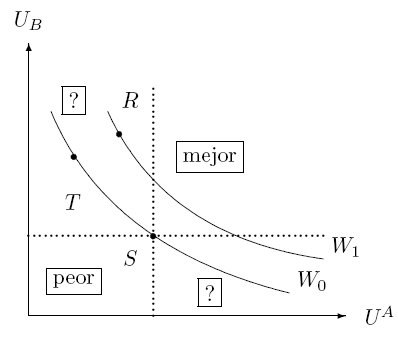 U_B
? R
mejor
T
S W_1
peor ? W_0
U^A